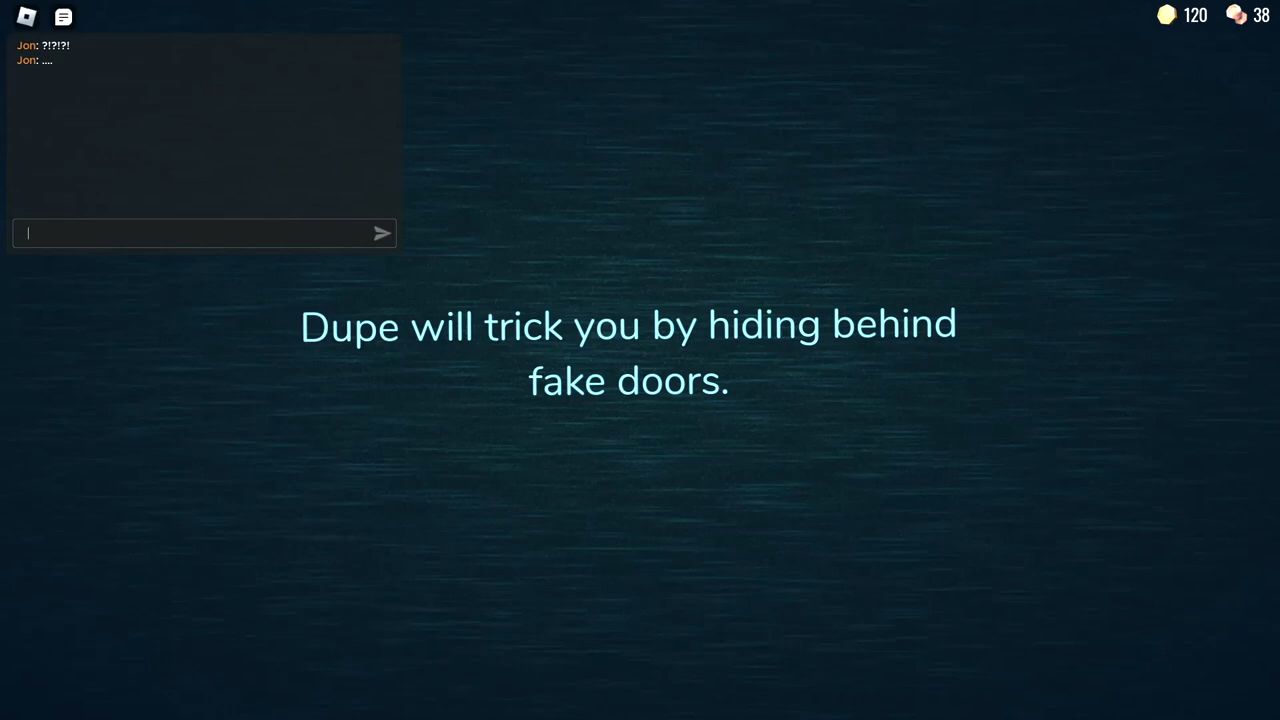 120 38
Jon: ?!?!?!
Jon: ....
Dupe will trick you by hiding behind
fake doors.